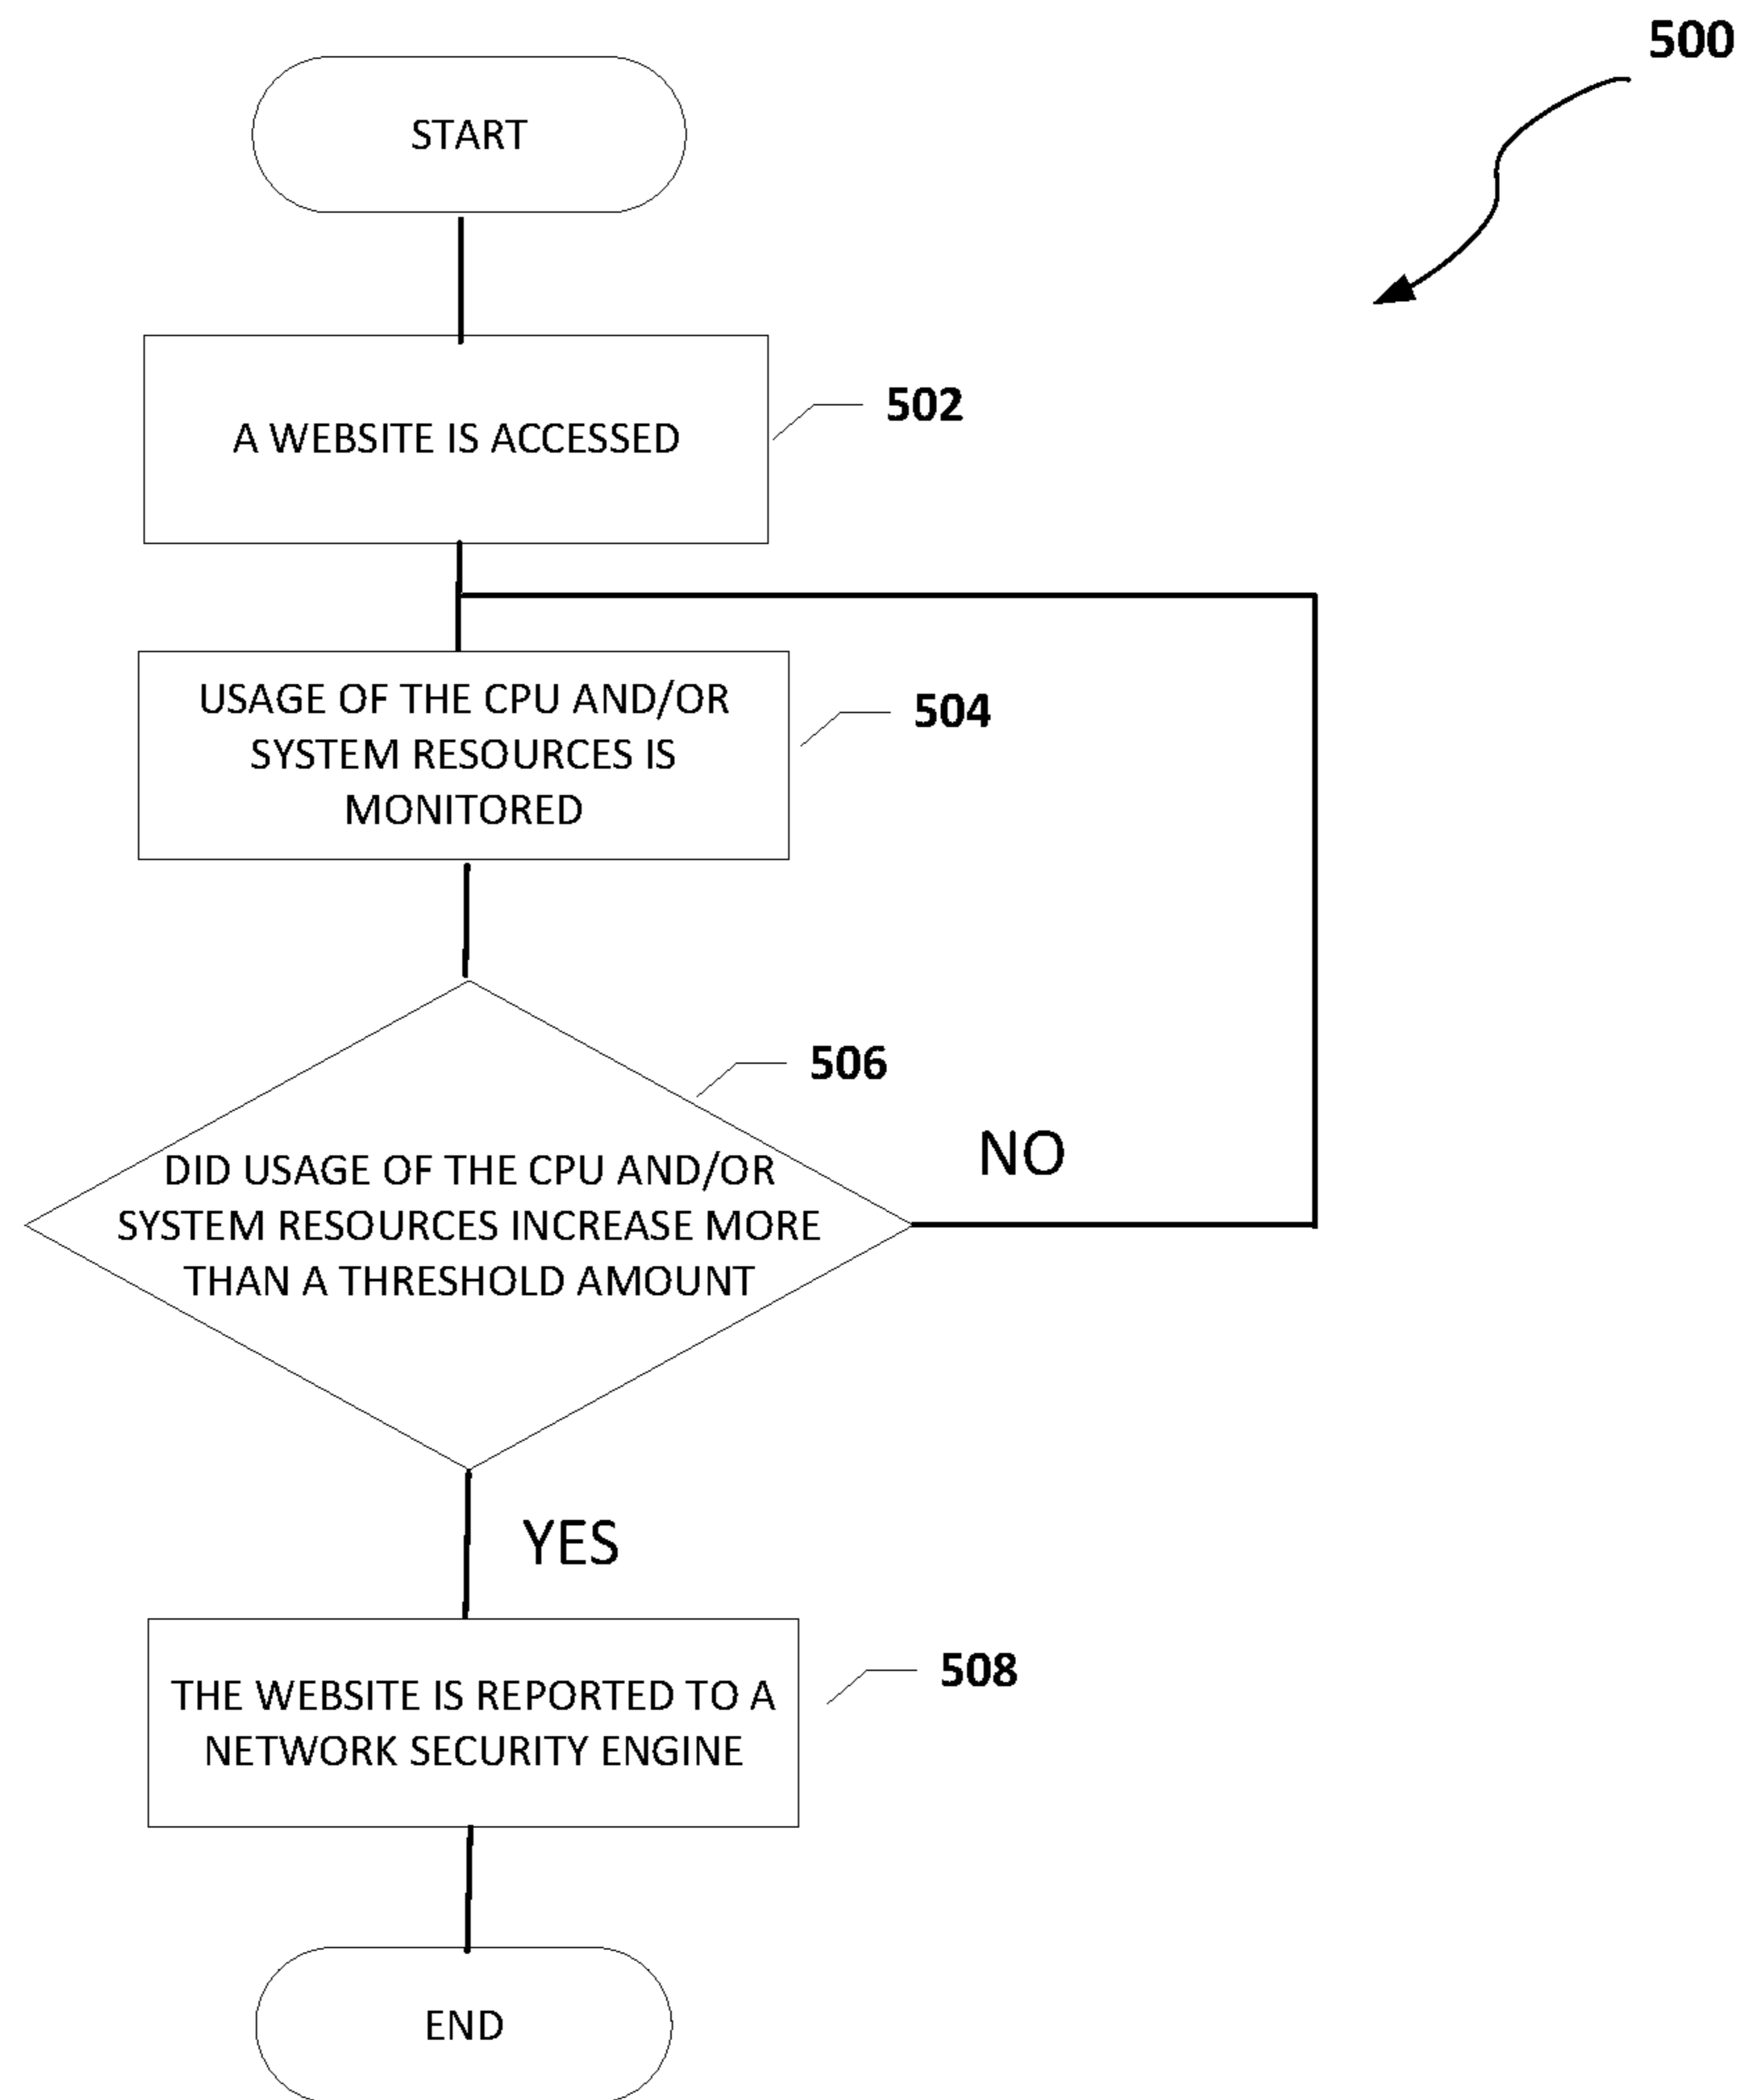 500
START
A WEBSITE IS ACCESSED
502
USAGE OF THE CPU AND/OR
SYSTEM RESOURCES IS
MONITORED
504
506
DID USAGE OF THE CPU AND/OR
SYSTEM RESOURCES INCREASE MORE
THAN A THRESHOLD AMOUNT
NO
YES
THE WEBSITE IS REPORTED TO A
NETWORK SECURITY ENGINE
508
END